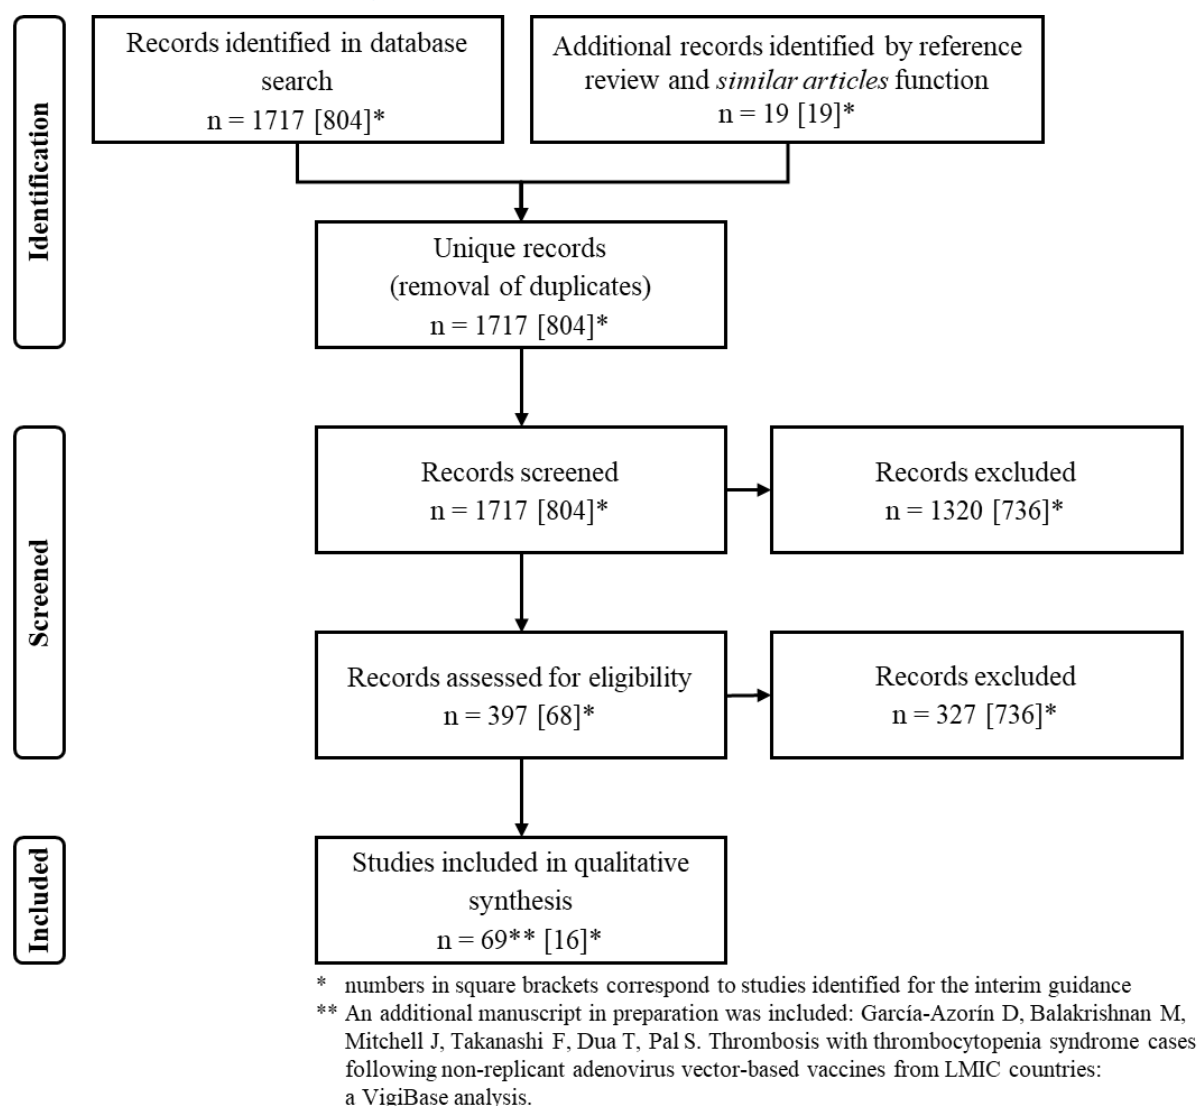 Identification
Records identified in database
search
n = 1717 [804]*
Additional records identified by reference
review and similar articles function
n = 19 [19]*
Unique records
(removal of duplicates)
n = 1717 [804]*
Screened
Records screened
n = 1717 [804]*
Records excluded
n = 1320 [736]*
Records assessed for eligibility
n = 397 [68]*
Records excluded
n = 327 [736]*
Included
Studies included in qualitative
synthesis
n = 69** [16]*
* numbers in square brackets correspond to studies identified for the interim guidance
** An additional manuscript in preparation was included: García-Azorín D, Balakrishnan M,
Mitchell J, Takanashi F, Dua T, Pal S. Thrombosis with thrombocytopenia syndrome cases
following non-replicant adenovirus vector-based vaccines from LMIC countries:
a VigiBase analysis.